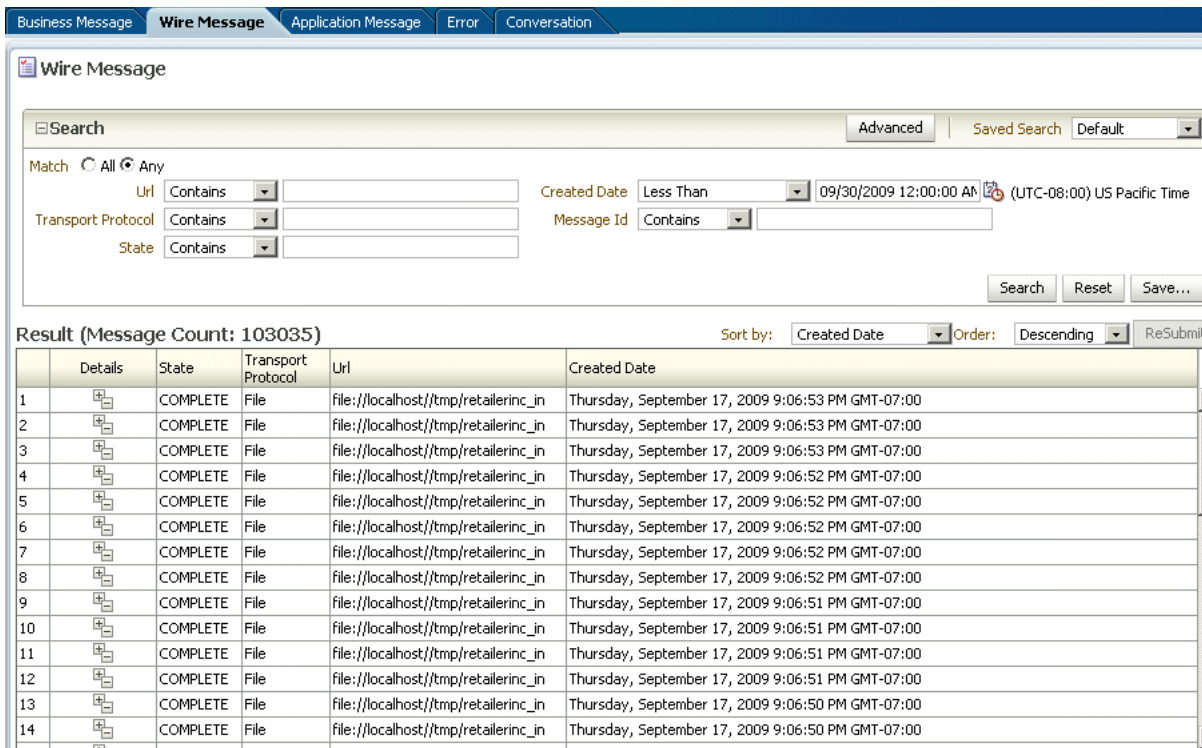 Business Message Wire Message Application Message Error Conversation
Wire Message
Search Advanced Saved Search Default
Match All Any
Url Contains Created Date Less Than 09/30/2009 12:00:00 AM (UTC-08:00) US Pacific Time
Transport Protocol Contains Message Id Contains
State Contains
Search Reset Save...
Result (Message Count: 103035) Sort by: Created Date Order: Descending ReSubmit
Details State Transport Protocol Url Created Date
1 COMPLETE File file://localhost//tmp/retailerinc_in Thursday, September 17, 2009 9:06:53 PM GMT-07:00
2 COMPLETE File file://localhost//tmp/retailerinc_in Thursday, September 17, 2009 9:06:53 PM GMT-07:00
3 COMPLETE File file://localhost//tmp/retailerinc_in Thursday, September 17, 2009 9:06:53 PM GMT-07:00
4 COMPLETE File file://localhost//tmp/retailerinc_in Thursday, September 17, 2009 9:06:52 PM GMT-07:00
5 COMPLETE File file://localhost//tmp/retailerinc_in Thursday, September 17, 2009 9:06:52 PM GMT-07:00
6 COMPLETE File file://localhost//tmp/retailerinc_in Thursday, September 17, 2009 9:06:52 PM GMT-07:00
7 COMPLETE File file://localhost//tmp/retailerinc_in Thursday, September 17, 2009 9:06:52 PM GMT-07:00
8 COMPLETE File file://localhost//tmp/retailerinc_in Thursday, September 17, 2009 9:06:52 PM GMT-07:00
9 COMPLETE File file://localhost//tmp/retailerinc_in Thursday, September 17, 2009 9:06:51 PM GMT-07:00
10 COMPLETE File file://localhost//tmp/retailerinc_in Thursday, September 17, 2009 9:06:51 PM GMT-07:00
11 COMPLETE File file://localhost//tmp/retailerinc_in Thursday, September 17, 2009 9:06:51 PM GMT-07:00
12 COMPLETE File file://localhost//tmp/retailerinc_in Thursday, September 17, 2009 9:06:51 PM GMT-07:00
13 COMPLETE File file://localhost//tmp/retailerinc_in Thursday, September 17, 2009 9:06:50 PM GMT-07:00
14 COMPLETE File file://localhost//tmp/retailerinc_in Thursday, September 17, 2009 9:06:50 PM GMT-07:00